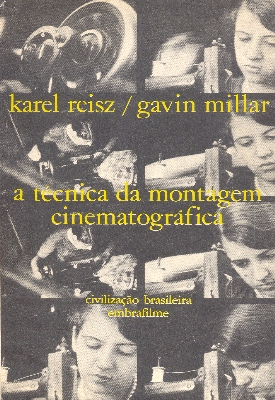 karel reisz / gavin millar
a técnica da montagem
cinematográfica
civilização brasileira
embrafilme